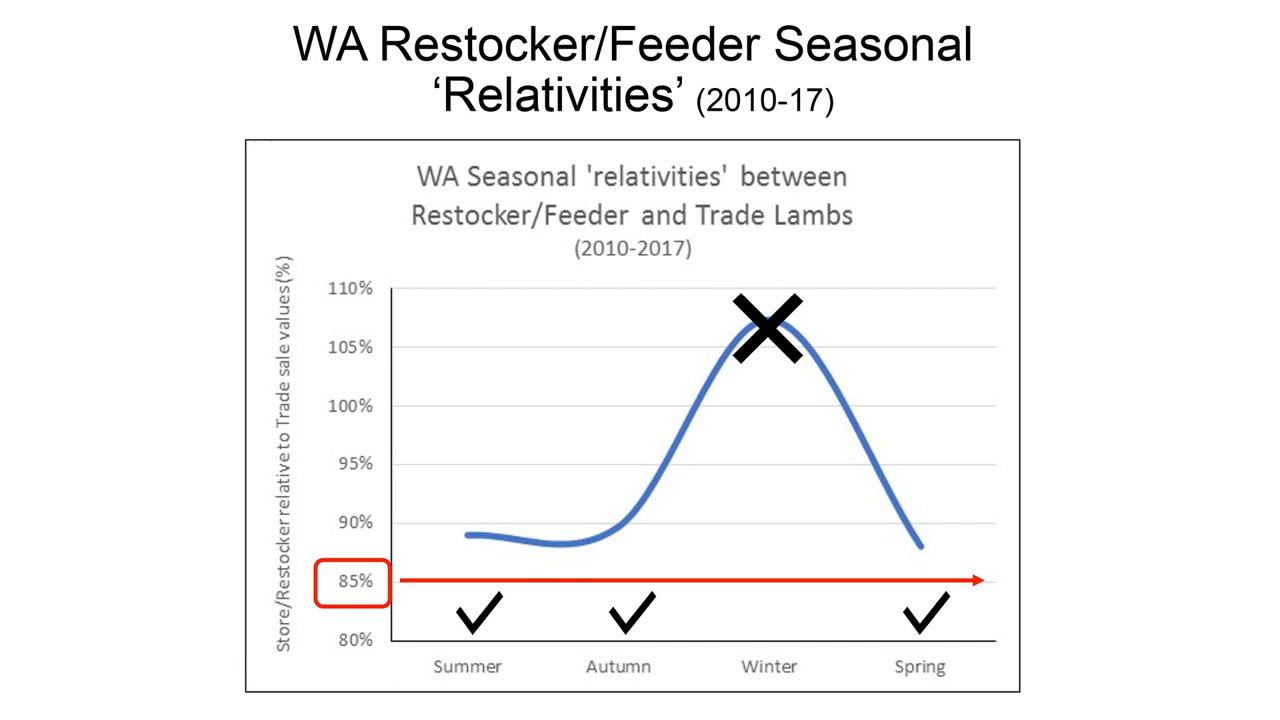 WA Restocker/Feeder Seasonal
‘Relativities’ (2010-17)
WA Seasonal 'relativities' between
Restocker/Feeder and Trade Lambs
(2010-2017)
Store/Restocker relative to Trade sale values (%)
110%
105%
100%
95%
90%
85%
80%
Summer Autumn Winter Spring